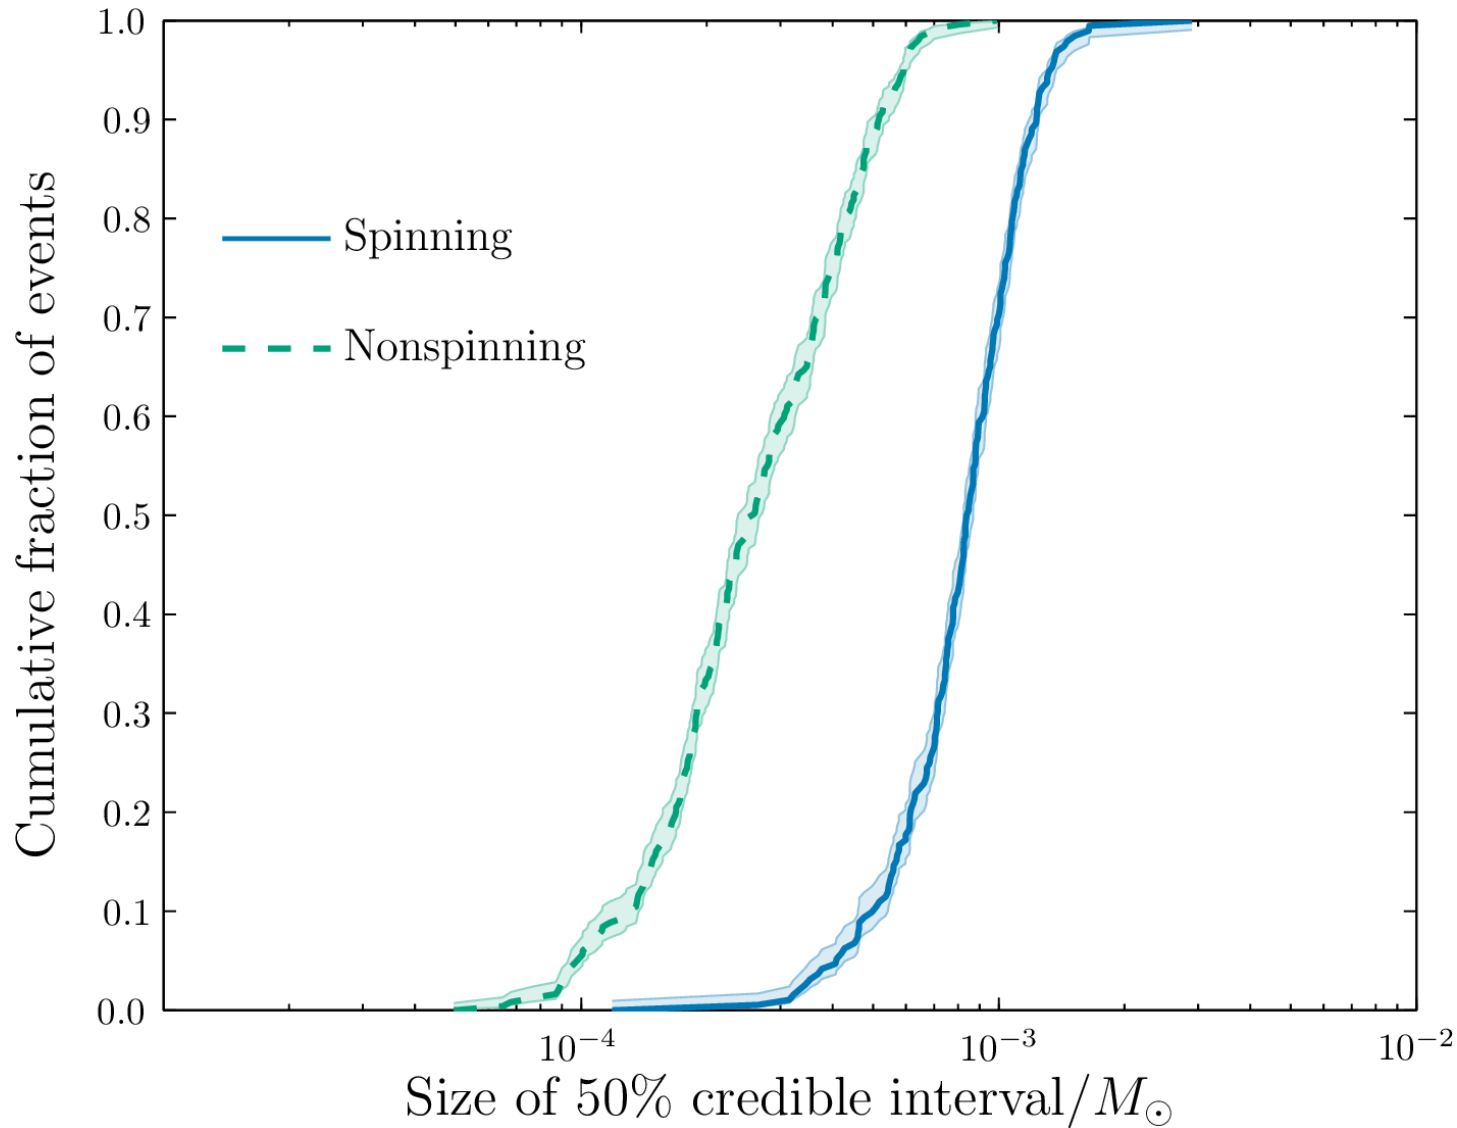 1.0
0.9
0.8
0.7
0.6
0.5
0.4
0.3
0.2
0.1
0.0
Cumulative fraction of events
Spinning
Nonspinning
10⁻⁴ 10⁻³ 10⁻²
Size of 50% credible interval/M⊙